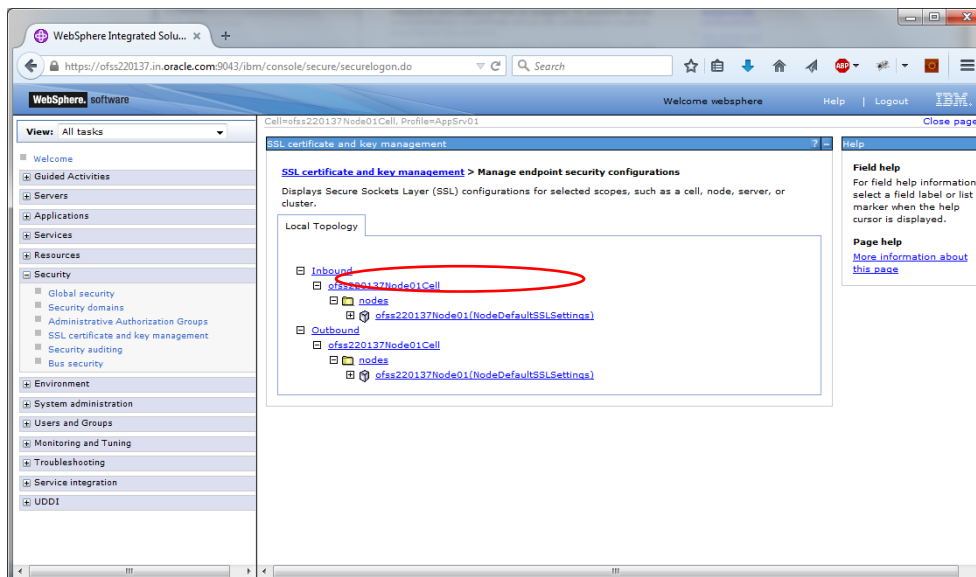 WebSphere Integrated Solu... × +
https://ofss220137.in.oracle.com:9043/ibm/console/secure/securelogon.do
Search
ABP
WebSphere. software
Welcome websphere
Help | Logout
IBM.
View: All tasks
Cell=ofss220137Node01Cell, Profile=AppSrv01
Close page
Welcome
Guided Activities
Servers
Applications
Services
Resources
Security
Global security
Security domains
Administrative Authorization Groups
SSL certificate and key management
Security auditing
Bus security
Environment
System administration
Users and Groups
Monitoring and Tuning
Troubleshooting
Service integration
UDDI
SSL certificate and key management ? –
SSL certificate and key management > Manage endpoint security configurations
Displays Secure Sockets Layer (SSL) configurations for selected scopes, such as a cell, node, server, or
cluster.
Local Topology
Inbound
ofss220137Node01Cell
nodes
ofss220137Node01(NodeDefaultSSLSettings)
Outbound
ofss220137Node01Cell
nodes
ofss220137Node01(NodeDefaultSSLSettings)
Help
Field help
For field help information,
select a field label or list
marker when the help
cursor is displayed.
Page help
More information about
this page